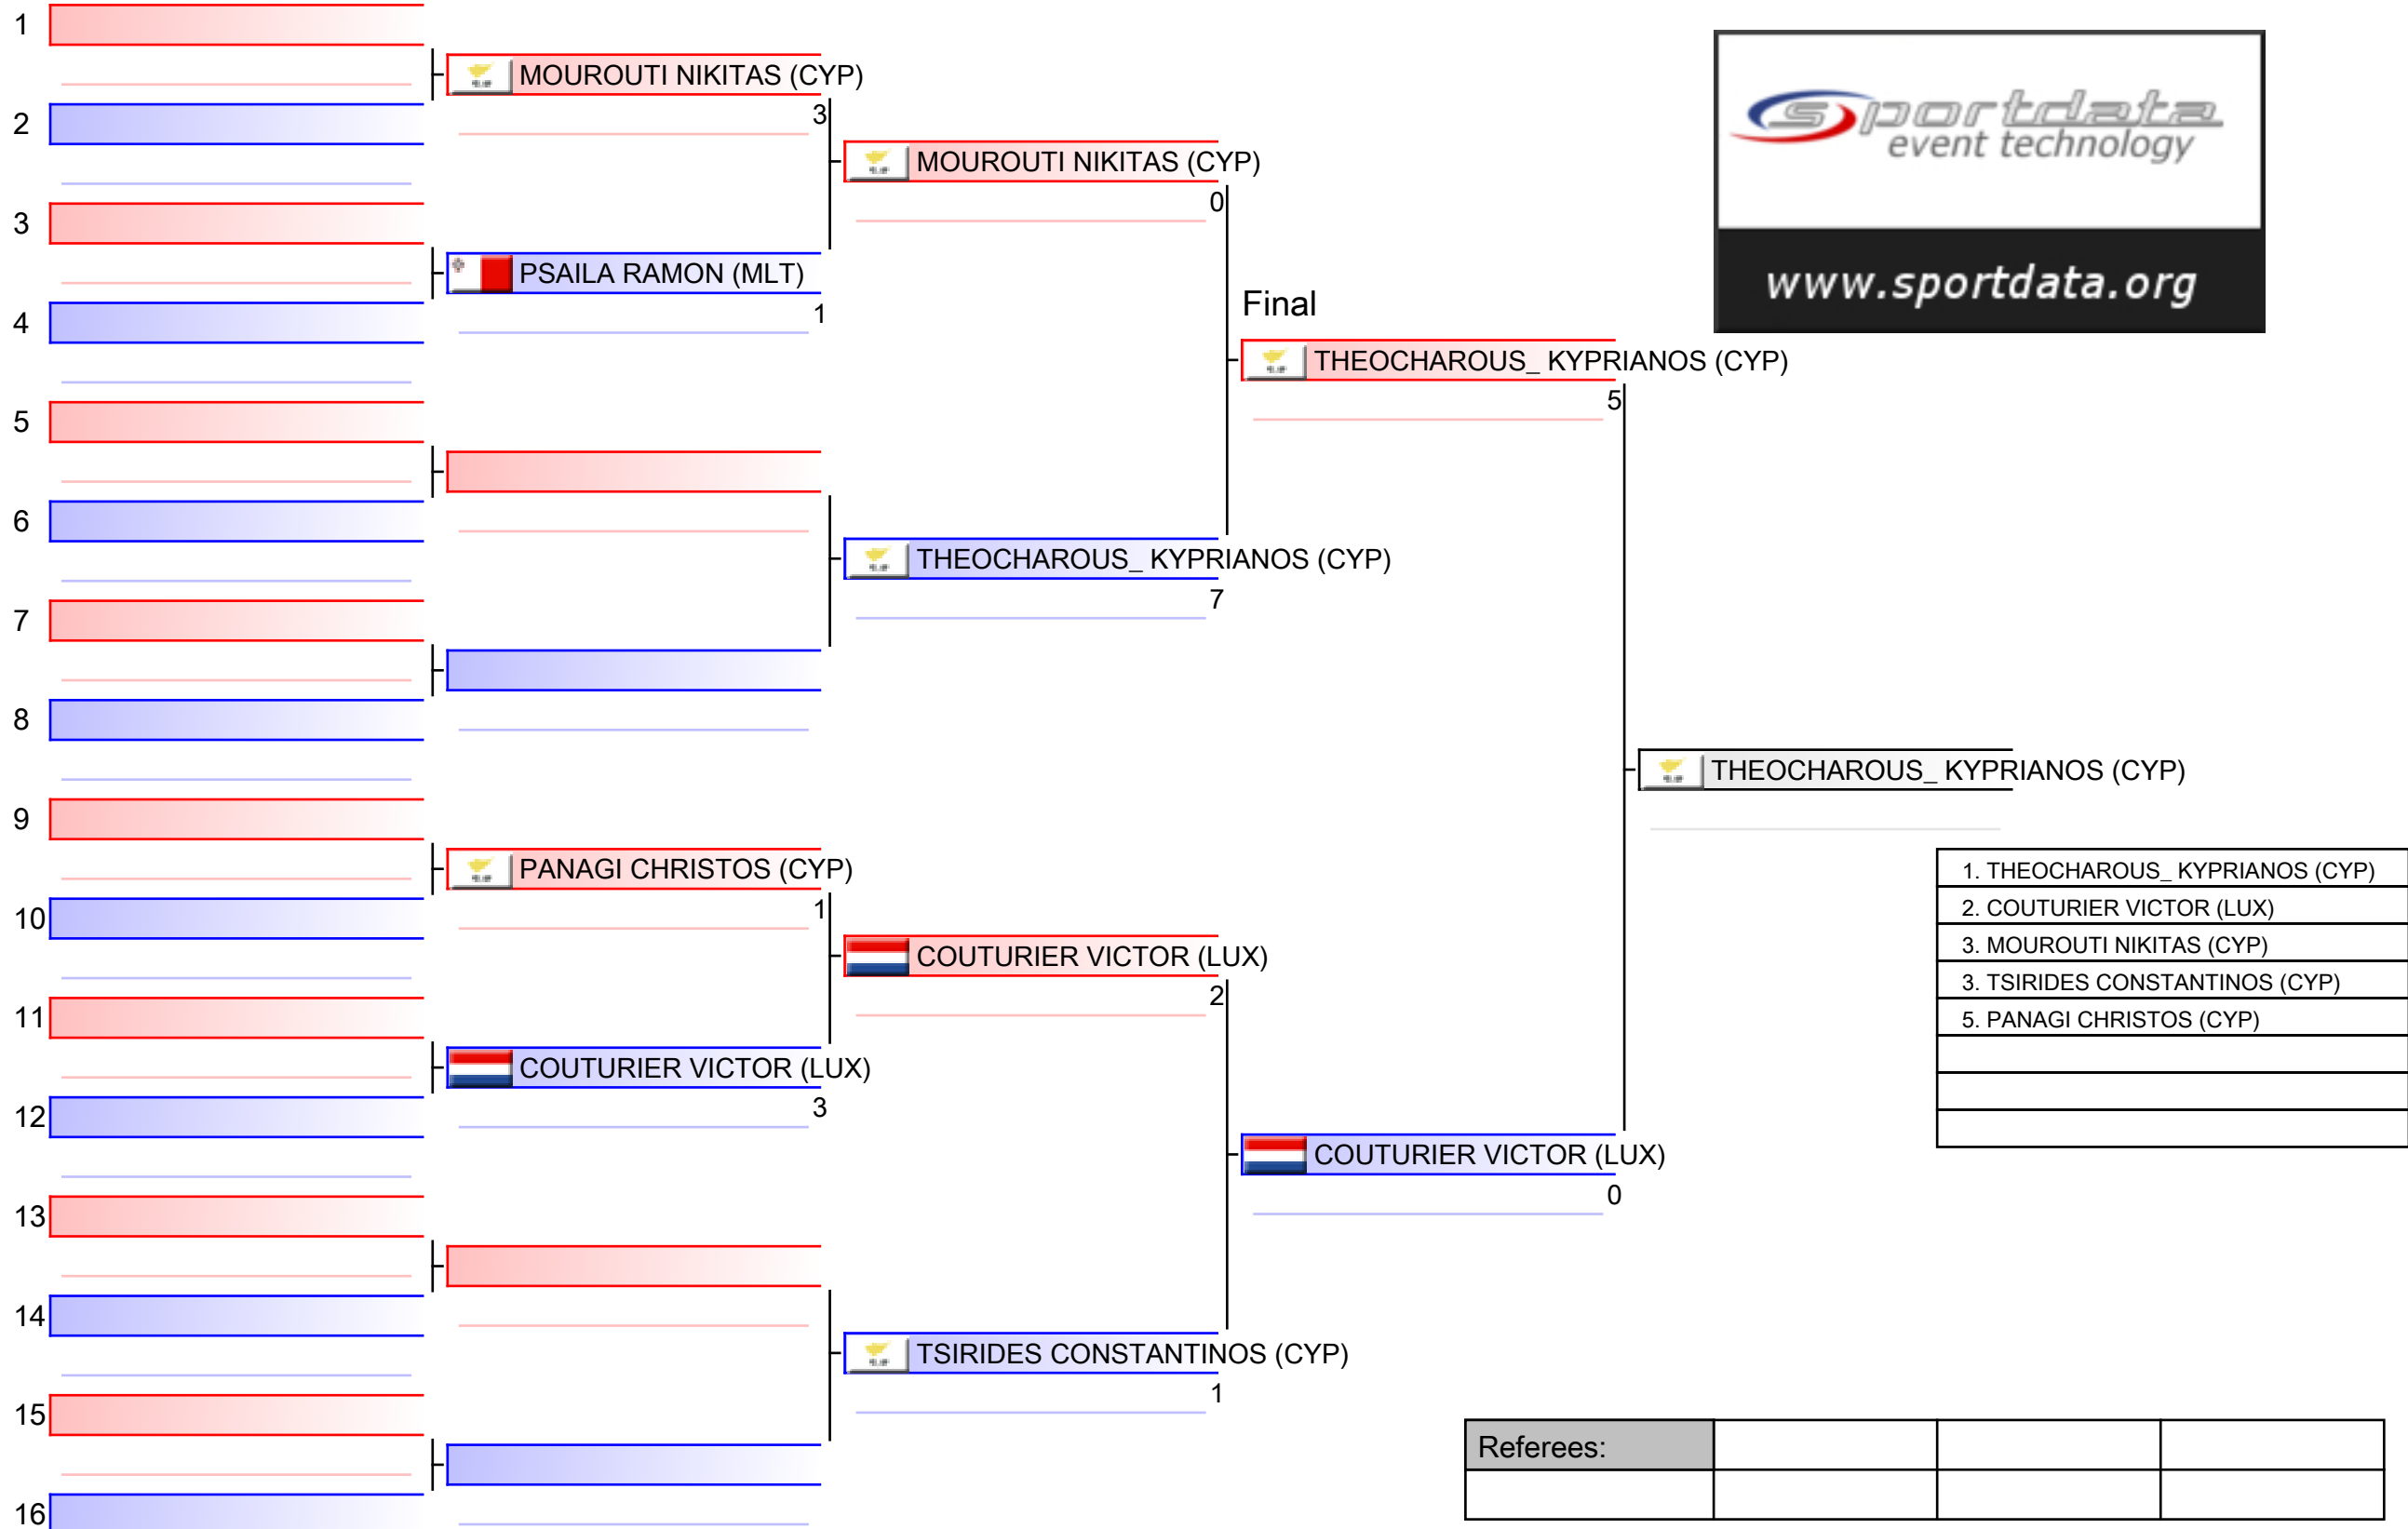 1
MOUROUTI NIKITAS (CYP)
3
2
MOUROUTI NIKITAS (CYP)
0
3
PSAILA RAMON (MLT)
1
4
sportdata
event technology
www.sportdata.org
Final
THEOCHAROUS_ KYPRIANOS (CYP)
5
5
6
THEOCHAROUS_ KYPRIANOS (CYP)
7
7
8
THEOCHAROUS_ KYPRIANOS (CYP)
9
PANAGI CHRISTOS (CYP)
1
10
COUTURIER VICTOR (LUX)
2
11
COUTURIER VICTOR (LUX)
3
12
COUTURIER VICTOR (LUX)
0
13
14
TSIRIDES CONSTANTINOS (CYP)
1
15
16
1. THEOCHAROUS_ KYPRIANOS (CYP)
2. COUTURIER VICTOR (LUX)
3. MOUROUTI NIKITAS (CYP)
3. TSIRIDES CONSTANTINOS (CYP)
5. PANAGI CHRISTOS (CYP)
Referees: